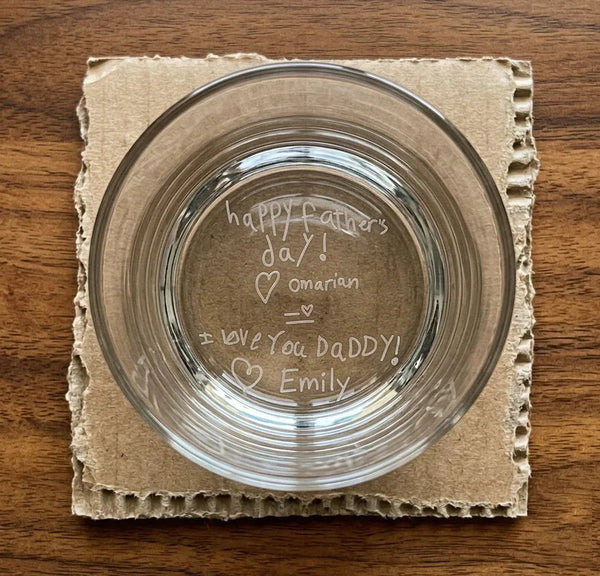 happy father's
day!
♡ omarian
I love You DaDDY!
♡ Emily